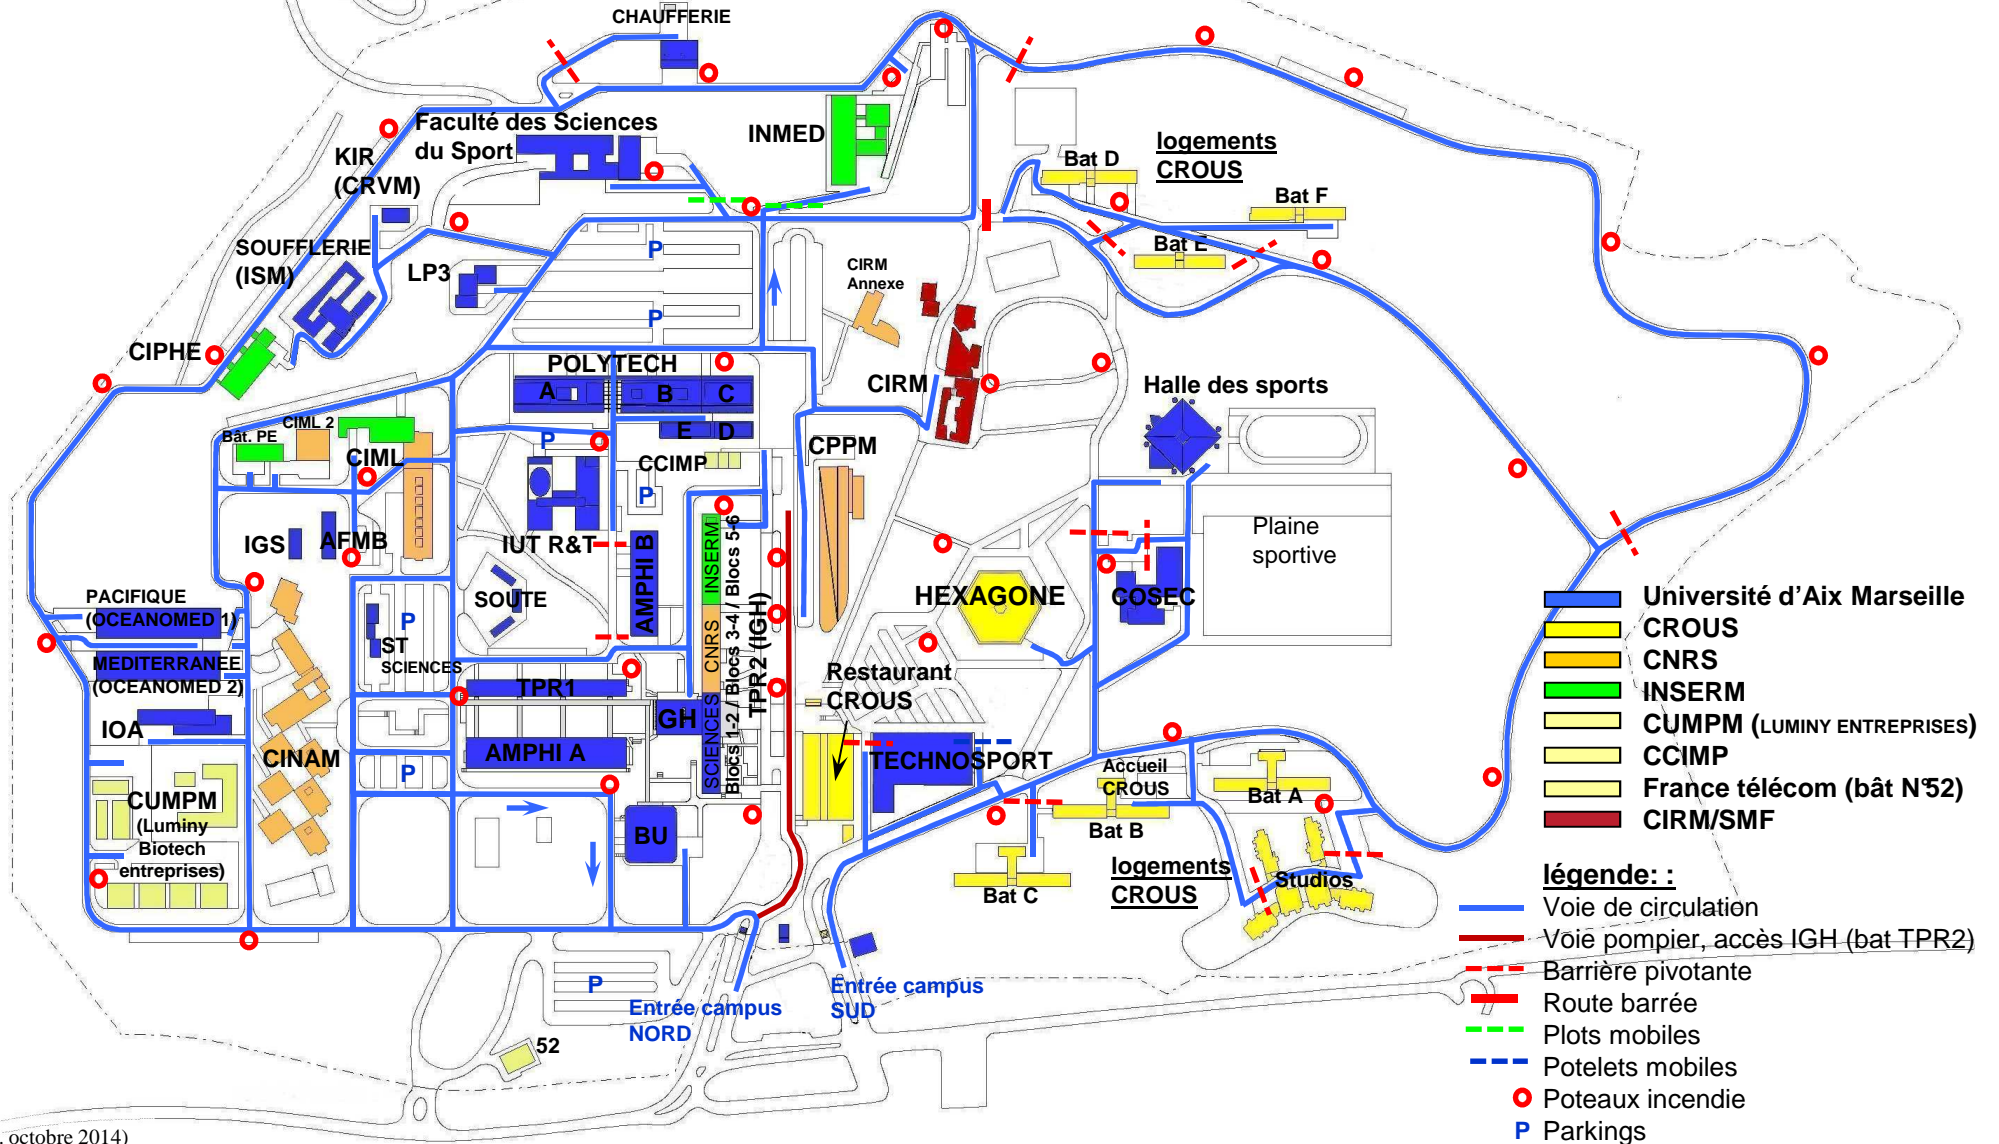 CHAUFFERIE
Faculté des Sciences
du Sport
KIR
(CRVM)
INMED
logements
CROUS
Bat D
Bat F
Bat E
SOUFFLERIE
(ISM)
LP3
P
P
CIRM
Annexe
CIPHE
POLYTECH
A
B
C
E
D
CIRM
Halle des sports
Bât. PE
CIML 2
CIML
P
CCIMP
P
CPPM
IGS
AFMB
IUT R&T
AMPHI B
INSERM
CNRS
SCIENCES
Blocs 1-2 / Blocs 3-4 / Blocs 5-6
TPR2 (IGH)
Plaine
sportive
PACIFIQUE
(OCEANOMED 1)
SOUTE
HEXAGONE
COSEC
P
ST
SCIENCES
MEDITERRANEE
(OCEANOMED 2)
TPR1
Restaurant
CROUS
IOA
GH
CINAM
AMPHI A
P
TECHNOSPORT
Accueil
CROUS
Bat A
Bat B
CUMPM
(Luminy
Biotech
entreprises)
BU
Bat C
logements
CROUS
Studios
P
Entrée campus
NORD
Entrée campus
SUD
52
Université d'Aix Marseille
CROUS
CNRS
INSERM
CUMPM (LUMINY ENTREPRISES)
CCIMP
France télécom (bât N°52)
CIRM/SMF
légende: :
Voie de circulation
Voie pompier, accès IGH (bat TPR2)
Barrière pivotante
Route barrée
Plots mobiles
Potelets mobiles
Poteaux incendie
P Parkings
. octobre 2014)